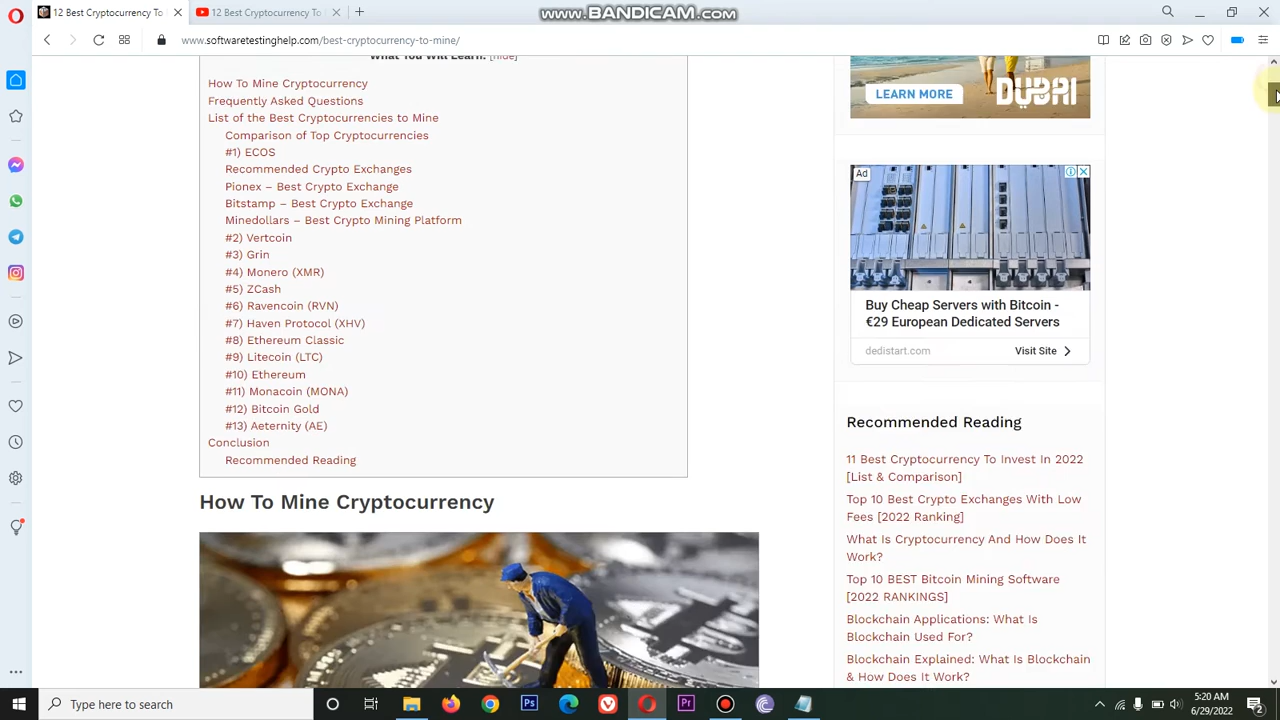 12 Best Cryptocurrency To
12 Best Cryptocurrency To
www.BANDICAM.com
www.softwaretestinghelp.com/best-cryptocurrency-to-mine/
What You Will Learn: [hide]
How To Mine Cryptocurrency
Frequently Asked Questions
List of the Best Cryptocurrencies to Mine
Comparison of Top Cryptocurrencies
#1) ECOS
Recommended Crypto Exchanges
Pionex – Best Crypto Exchange
Bitstamp – Best Crypto Exchange
Minedollars – Best Crypto Mining Platform
#2) Vertcoin
#3) Grin
#4) Monero (XMR)
#5) ZCash
#6) Ravencoin (RVN)
#7) Haven Protocol (XHV)
#8) Ethereum Classic
#9) Litecoin (LTC)
#10) Ethereum
#11) Monacoin (MONA)
#12) Bitcoin Gold
#13) Aeternity (AE)
Conclusion
Recommended Reading
How To Mine Cryptocurrency
LEARN MORE
DUBAI
Ad
Buy Cheap Servers with Bitcoin -
€29 European Dedicated Servers
dedistart.com
Visit Site
Recommended Reading
11 Best Cryptocurrency To Invest In 2022
[List & Comparison]
Top 10 Best Crypto Exchanges With Low
Fees [2022 Ranking]
What Is Cryptocurrency And How Does It
Work?
Top 10 BEST Bitcoin Mining Software
[2022 RANKINGS]
Blockchain Applications: What Is
Blockchain Used For?
Blockchain Explained: What Is Blockchain
& How Does It Work?
Type here to search
Ps
Pr
5:20 AM
6/29/2022
2